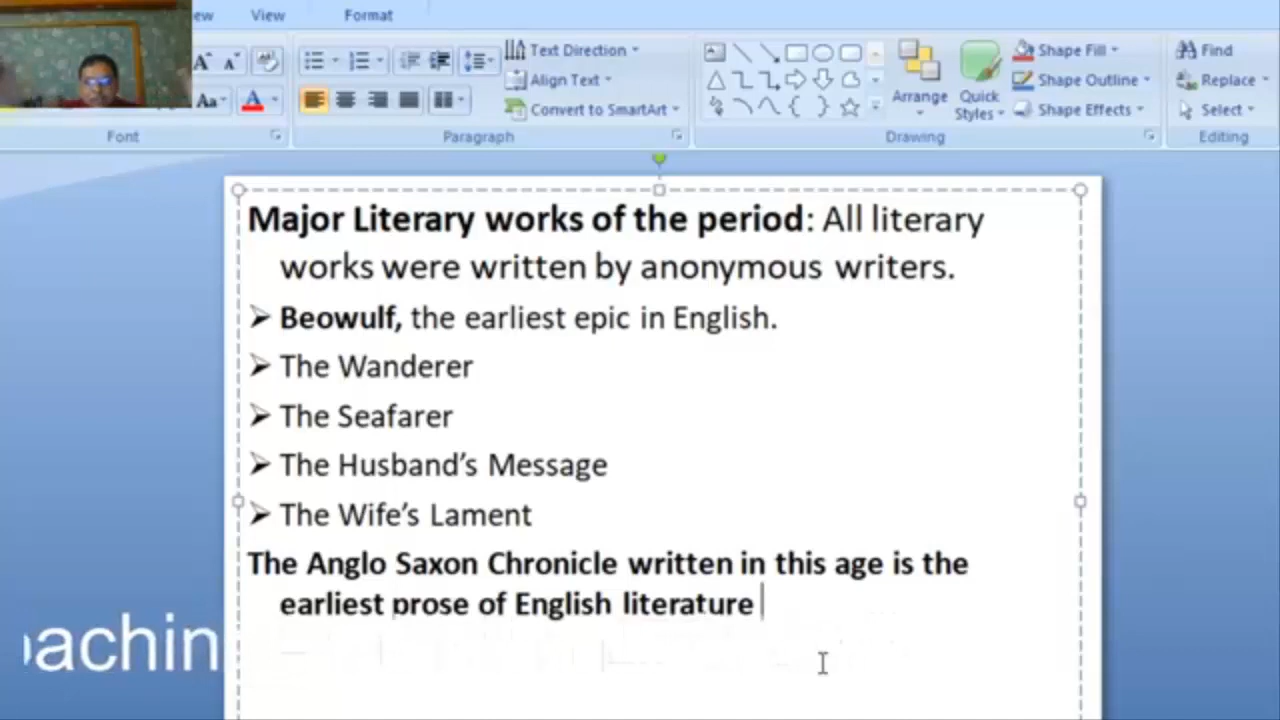 ew View Format
Text Direction
Shape Fill
Find
Align Text
Shape Outline
Replace
Aa
A
Convert to SmartArt
Arrange
Quick
Styles
Shape Effects
Select
Font
Paragraph
Drawing
Editing
Major Literary works of the period: All literary
works were written by anonymous writers.
Beowulf, the earliest epic in English.
The Wanderer
The Seafarer
The Husband’s Message
The Wife’s Lament
The Anglo Saxon Chronicle written in this age is the
earliest prose of English literature
achin